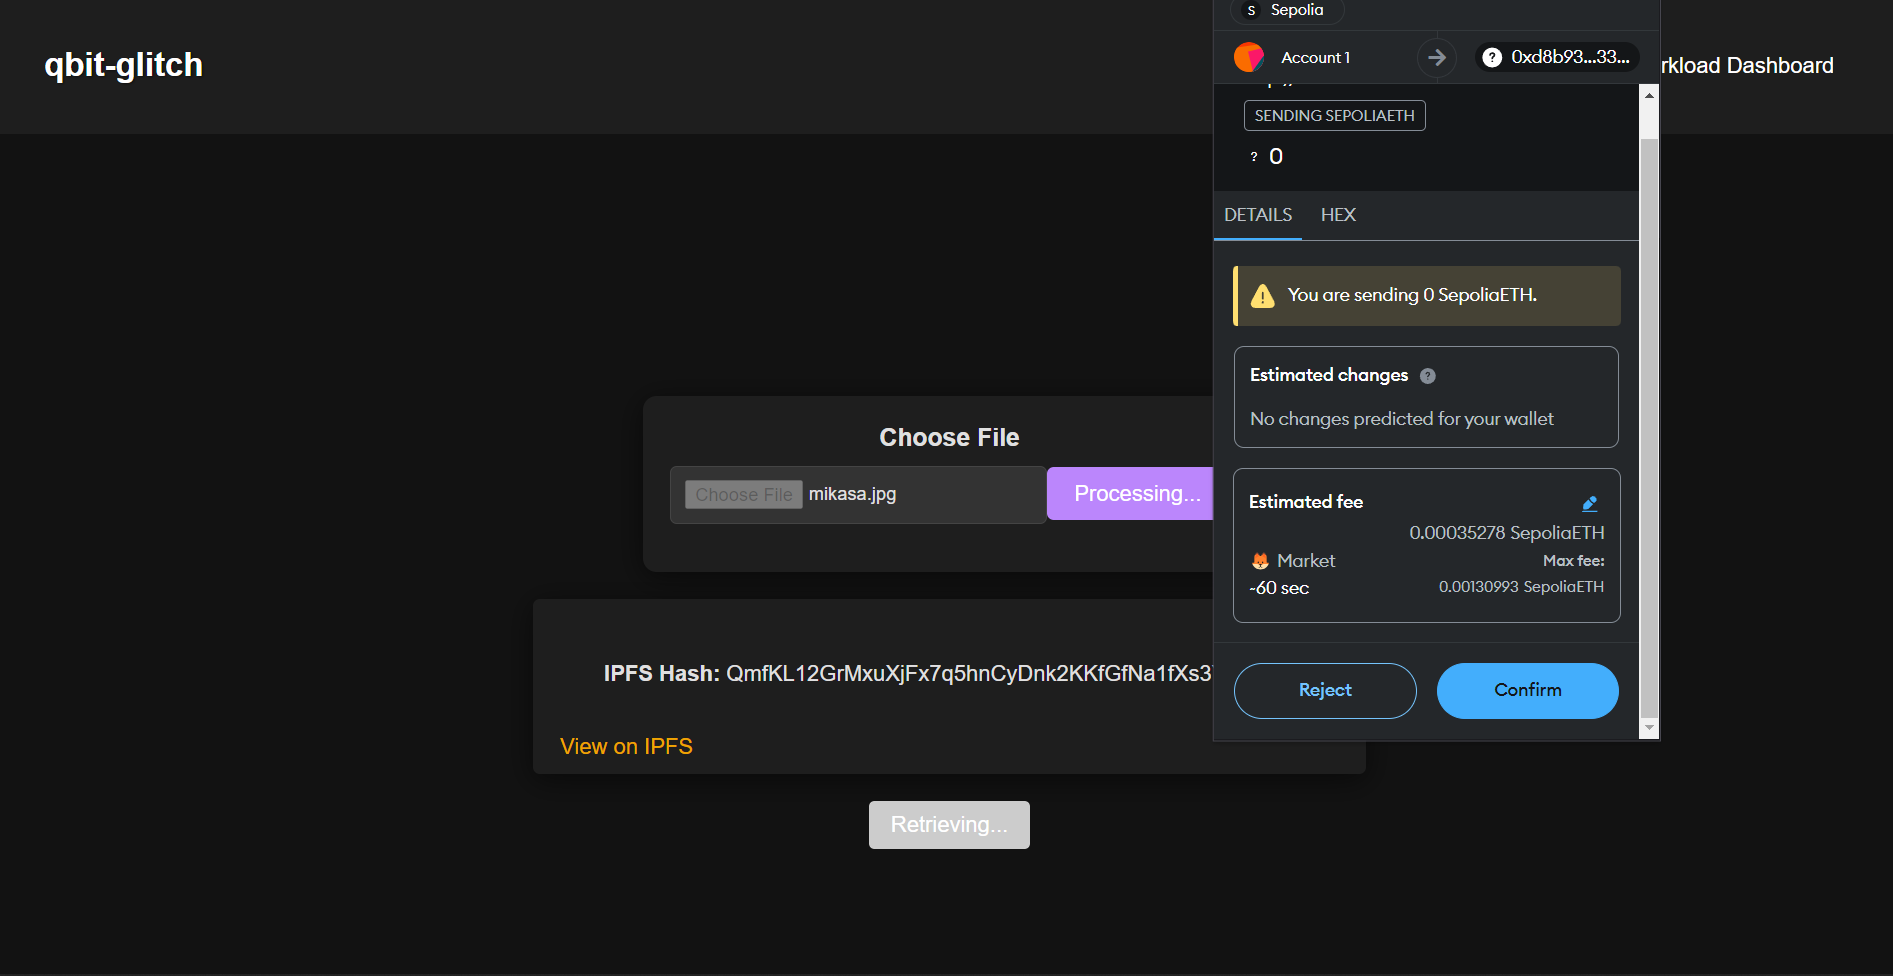 qbit-glitch
rkload Dashboard
Choose File
Choose File mikasa.jpg
Processing...
IPFS Hash: QmfKL12GrMxuXjFx7q5hnCyDnk2KKfGfNa1fXs3
View on IPFS
Retrieving...
S Sepolia
Account 1
? 0xd8b93...33...
SENDING SEPOLIAETH
? 0
DETAILS HEX
! You are sending 0 SepoliaETH.
Estimated changes ?
No changes predicted for your wallet
Estimated fee
0.00035278 SepoliaETH
Market Max fee:
~60 sec 0.00130993 SepoliaETH
Reject Confirm